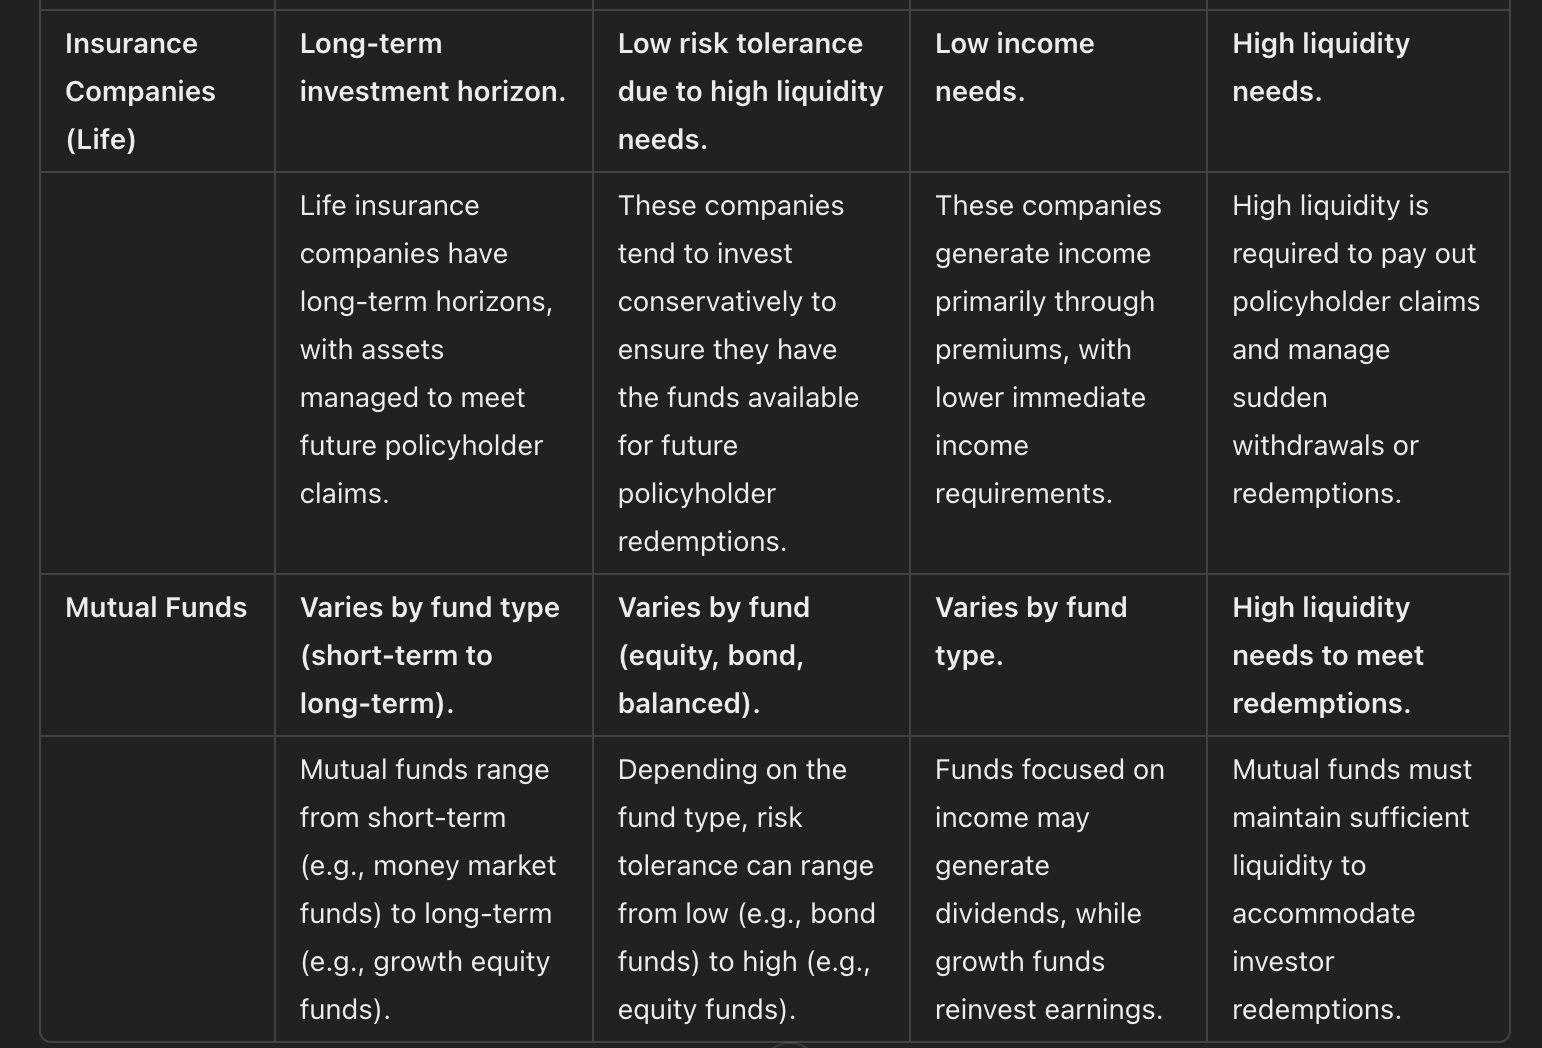 Insurance
Companies
(Life)
Long-term
investment horizon.
Low risk tolerance
due to high liquidity
needs.
Low income
needs.
High liquidity
needs.
Life insurance
companies have
long-term horizons,
with assets
managed to meet
future policyholder
claims.
These companies
tend to invest
conservatively to
ensure they have
the funds available
for future
policyholder
redemptions.
These companies
generate income
primarily through
premiums, with
lower immediate
income
requirements.
High liquidity is
required to pay out
policyholder claims
and manage
sudden
withdrawals or
redemptions.
Mutual Funds
Varies by fund type
(short-term to
long-term).
Varies by fund
(equity, bond,
balanced).
Varies by fund
type.
High liquidity
needs to meet
redemptions.
Mutual funds range
from short-term
(e.g., money market
funds) to long-term
(e.g., growth equity
funds).
Depending on the
fund type, risk
tolerance can range
from low (e.g., bond
funds) to high (e.g.,
equity funds).
Funds focused on
income may
generate
dividends, while
growth funds
reinvest earnings.
Mutual funds must
maintain sufficient
liquidity to
accommodate
investor
redemptions.